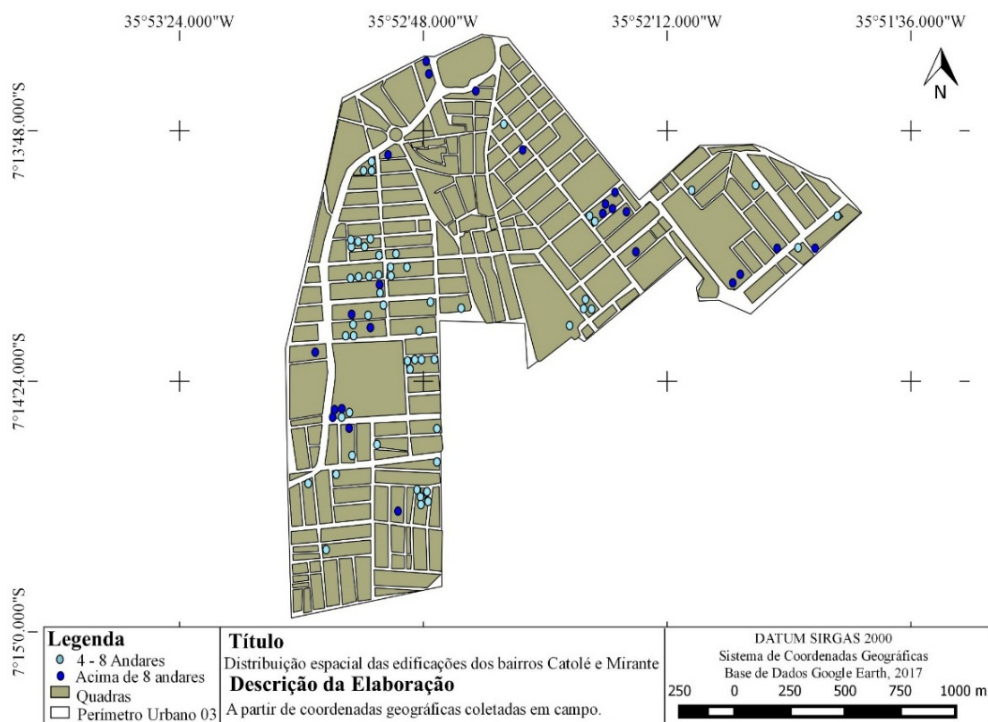 35°53'24.000"W 35°52'48.000"W 35°52'12.000"W 35°51'36.000"W
N
7°13'48.000"S
7°14'24.000"S
7°15'0.000"S
Legenda
4 - 8 Andares
Acima de 8 andares
Quadras
Perímetro Urbano 03
Título
Distribuição espacial das edificações dos bairros Catolé e Mirante
Descrição da Elaboração
A partir de coordenadas geográficas coletadas em campo.
DATUM SIRGAS 2000
Sistema de Coordenadas Geográficas
Base de Dados Google Earth, 2017
250 0 250 500 750 1000 m